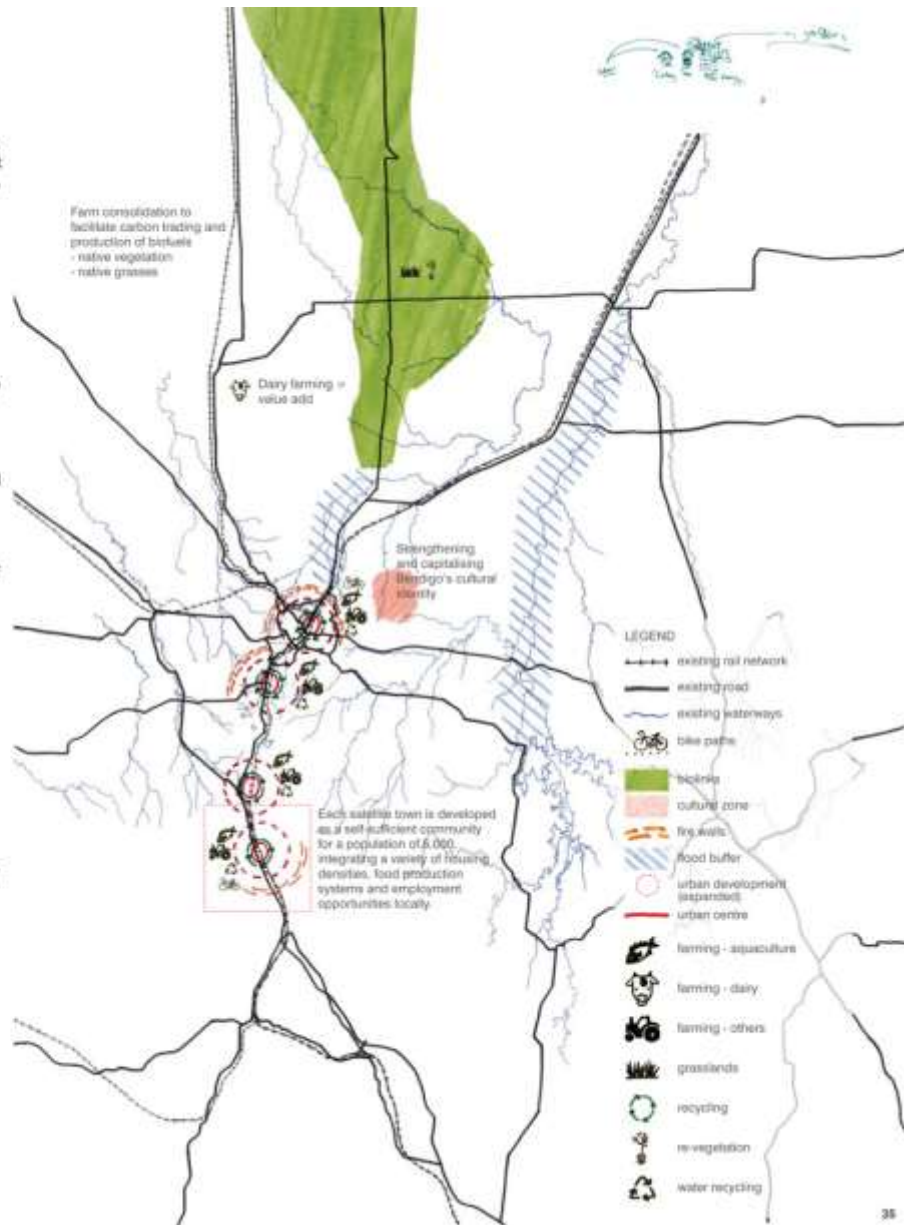 Farm consolidation to
facilitate carbon trading and
production of biofuels
- native vegetation
- native grasses
Dairy farming =
value add
Strengthening
and capitalising
Bendigo's cultural
identity
Each satellite town is developed
as a self-sufficient community
for a population of 6,000,
integrating a variety of housing
densities, food production
systems and employment
opportunities locally.
LEGEND
existing rail network
existing road
existing waterways
bike paths
biolinks
cultural zone
fire walls
flood buffer
urban development
(expanded)
urban centre
farming - aquaculture
farming - dairy
farming - others
grasslands
recycling
re-vegetation
water recycling